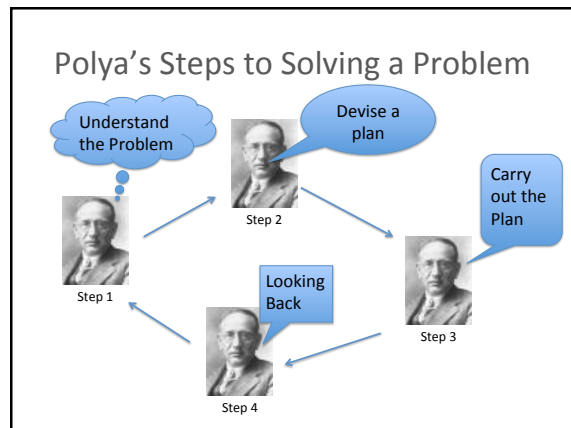 Polya's Steps to Solving a Problem
Understand
the Problem
Step 1
Devise a
plan
Step 2
Carry
out the
Plan
Step 3
Looking
Back
Step 4